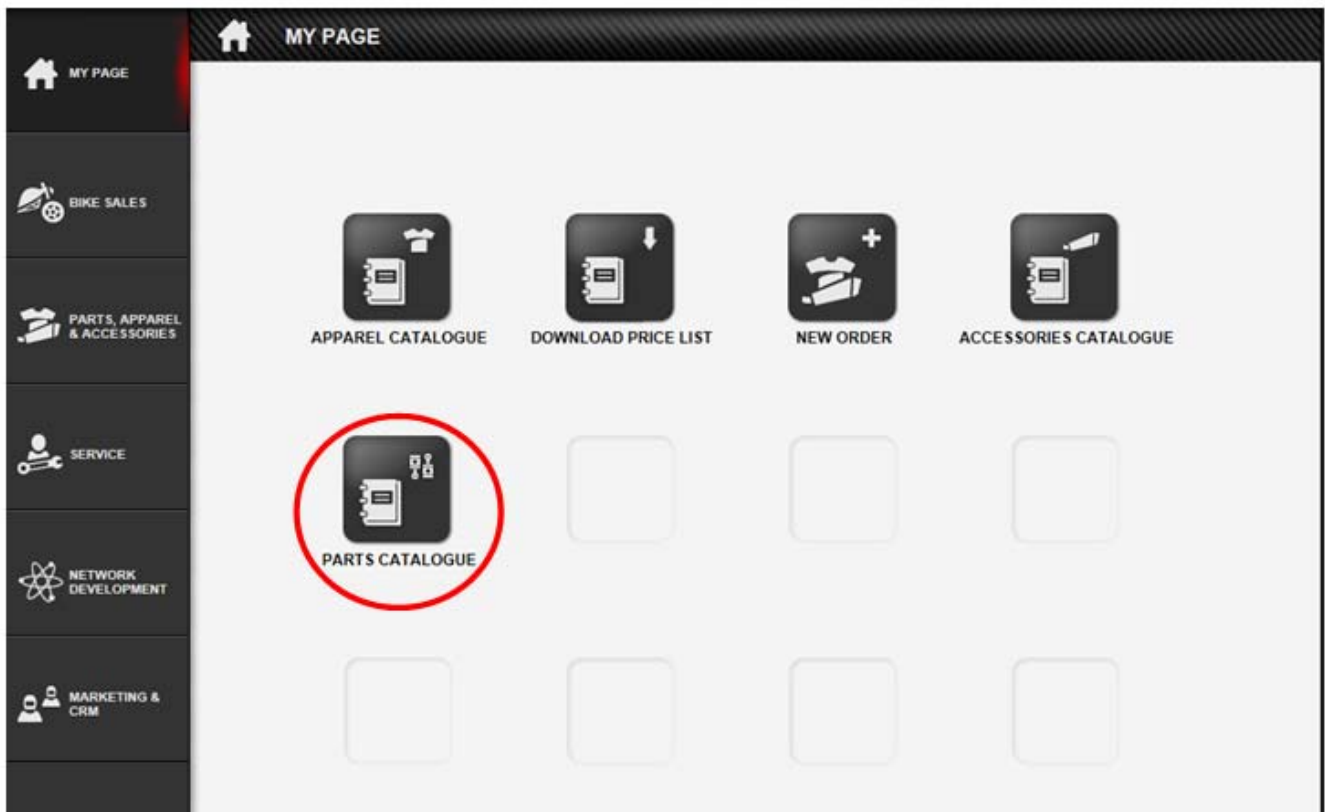 MY PAGE
MY PAGE
BIKE SALES
PARTS, APPAREL
& ACCESSORIES
SERVICE
NETWORK
DEVELOPMENT
MARKETING &
CRM
APPAREL CATALOGUE
DOWNLOAD PRICE LIST
NEW ORDER
ACCESSORIES CATALOGUE
PARTS CATALOGUE